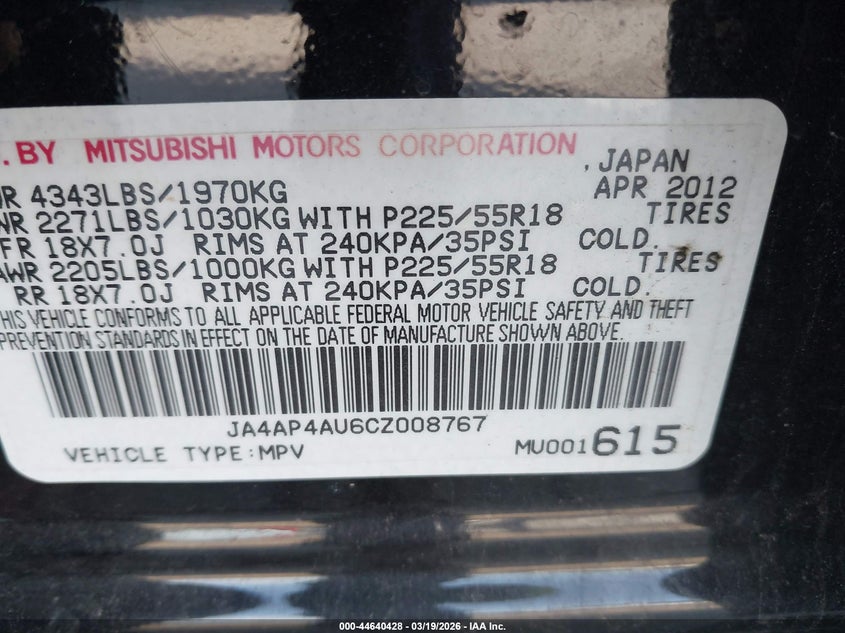 . BY MITSUBISHI MOTORS CORPORATION
, JAPAN
APR 2012
4343LBS/1970KG
2271LBS/1030KG WITH P225/55R18 TIRES
FR 18X7.0J RIMS AT 240KPA/35PSI COLD.
AWR 2205LBS/1000KG WITH P225/55R18 TIRES
RR 18X7.0J RIMS AT 240KPA/35PSI COLD.
THIS VEHICLE CONFORMS TO ALL APPLICABLE FEDERAL MOTOR VEHICLE SAFETY AND THEFT
PREVENTION STANDARDS IN EFFECT ON THE DATE OF MANUFACTURE SHOWN ABOVE.
JA4AP4AU6CZ008767
VEHICLE TYPE:MPV MU001615
000-44640428 - 03/19/2026 - IAA Inc.